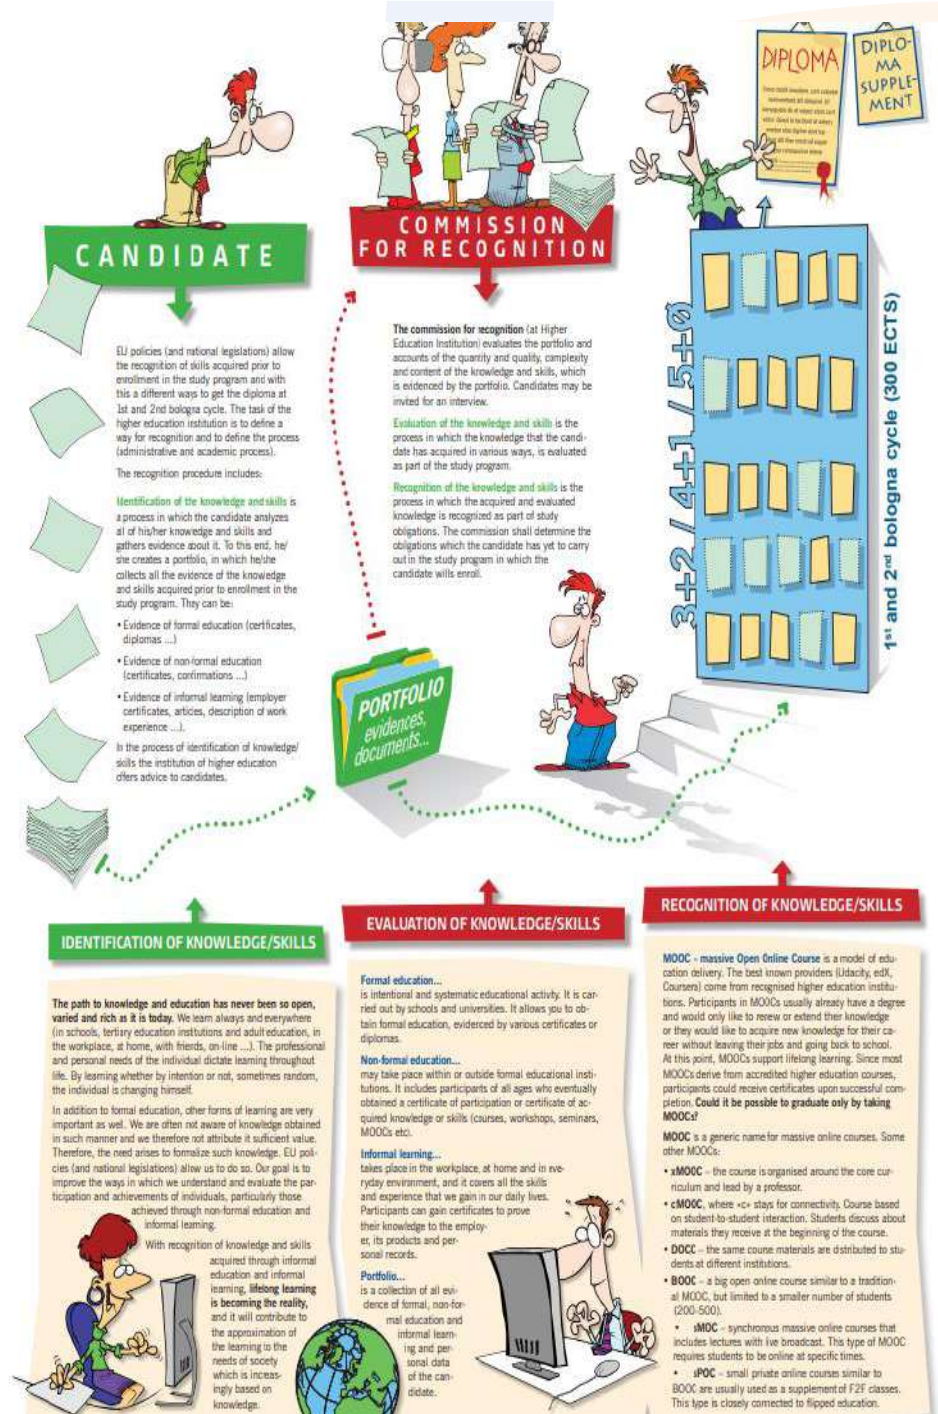 DIPLOMA
DIPLO-
MA
SUPPLE-
MENT
CANDIDATE
COMMISSION
FOR RECOGNITION
EU policies (and national legislations) allow
the recognition of skills acquired prior to
enrollment in the study program and with
this a different ways to get the diploma at
1st and 2nd bologna cycle. The task of the
higher education institution is to define a
way for recognition and to define the process
(administrative and academic process).
The recognition procedure includes:
Identification of the knowledge and skills is
a process in which the candidate analyzes
all of his/her knowledge and skills and
gathers evidence about it. To this end, he/
she creates a portfolio, in which he/she
collects all the evidence of the knowledge
and skills acquired prior to enrollment in the
study program. They can be:
• Evidence of formal education (certificates,
diplomas ...)
• Evidence of non-formal education
(certificates, confirmations ...)
• Evidence of informal learning (employer
certificates, articles, description of work
experience ...).
In the process of identification of knowledge/
skills the institution of higher education
offers advice to candidates.
The commission for recognition (at Higher
Education Institution) evaluates the portfolio and
accounts of the quantity and quality, complexity
and content of the knowledge and skills, which
is evidenced by the portfolio. Candidates may be
invited for an interview.
Evaluation of the knowledge and skills is the
process in which the knowledge that the candi-
date has acquired in various ways, is evaluated
as part of the study program.
Recognition of the knowledge and skills is the
process in which the acquired and evaluated
knowledge is recognized as part of study
obligations. The commission shall determine the
obligations which the candidate has yet to carry
out in the study program in which the
candidate wills enroll.
3+2 / 4+1 / 5+0
1st and 2nd bologna cycle (300 ECTS)
PORTFOLIO
evidences,
documents...
IDENTIFICATION OF KNOWLEDGE/SKILLS
The path to knowledge and education has never been so open,
varied and rich as it is today. We learn always and everywhere
(in schools, tertiary education institutions and adult education, in
the workplace, at home, with friends, on-line ...). The professional
and personal needs of the individual dictate learning throughout
life. By learning whether by intention or not, sometimes random,
the individual is changing himself.
In addition to formal education, other forms of learning are very
important as well. We are often not aware of knowledge obtained
in such manner and we therefore not attribute it sufficient value.
Therefore, the need arises to formalize such knowledge. EU poli-
cies (and national legislations) allow us to do so. Our goal is to
improve the ways in which we understand and evaluate the par-
ticipation and achievements of individuals, particularly those
achieved through non-formal education and
informal learning.
With recognition of knowledge and skills
acquired through informal
education and informal
learning, lifelong learning
is becoming the reality,
and it will contribute to
the approximation of
the learning to the
needs of society
which is increas-
ingly based on
knowledge.
EVALUATION OF KNOWLEDGE/SKILLS
Formal education...
is intentional and systematic educational activity. It is car-
ried out by schools and universities. It allows you to ob-
tain formal education, evidenced by various certificates or
diplomas.
Non-formal education...
may take place within or outside formal educational insti-
tutions. It includes participants of all ages who eventually
obtained a certificate of participation or certificate of ac-
quired knowledge or skills (courses, workshops, seminars,
MOOCs etc).
Informal learning...
takes place in the workplace, at home and in eve-
ryday environment, and it covers all the skills
and experience that we gain in our daily lives.
Participants can gain certificates to prove
their knowledge to the employ-
er, its products and per-
sonal records.
Portfolio...
is a collection of all evi-
dence of formal, non-for-
mal education and
informal learn-
ing and per-
sonal data
of the can-
didate.
RECOGNITION OF KNOWLEDGE/SKILLS
MOOC - massive Open Online Course is a model of edu-
cation delivery. The best known providers (Udacity, edX,
Coursera) come from recognised higher education institu-
tions. Participants in MOOCs usually already have a degree
and would only like to renew or extend their knowledge
or they would like to acquire new knowledge for their ca-
reer without leaving their jobs and going back to school.
At this point, MOOCs support lifelong learning. Since most
MOOCs derive from accredited higher education courses,
participants could receive certificates upon successful com-
pletion. Could it be possible to graduate only by taking
MOOCs?
MOOC is a generic name for massive online courses. Some
other MOOCs:
• xMOOC – the course is organised around the core cur-
riculum and lead by a professor.
• cMOOC, where »c« stays for connectivity. Course based
on student-to-student interaction. Students discuss about
materials they receive at the beginning of the course.
• DOCC – the same course materials are distributed to stu-
dents at different institutions.
• BOOC – a big open online course similar to a tradition-
al MOOC, but limited to a smaller number of students
(200-500).
• sMOC – synchronous massive online courses that
includes lectures with live broadcast. This type of MOOC
requires students to be online at specific times.
• sPOC – small private online courses similar to
BOOC are usually used as a supplement of F2F classes.
This type is closely connected to flipped education.